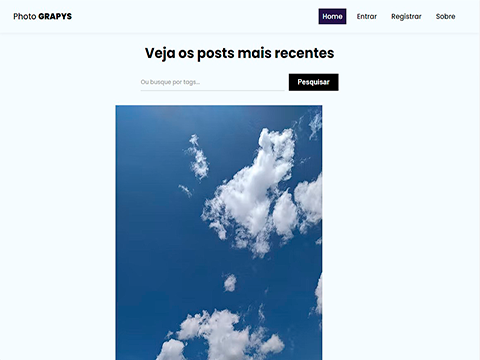 Photo GRAPYS
Home Entrar Registrar Sobre
Veja os posts mais recentes
Ou busque por tags...
Pesquisar